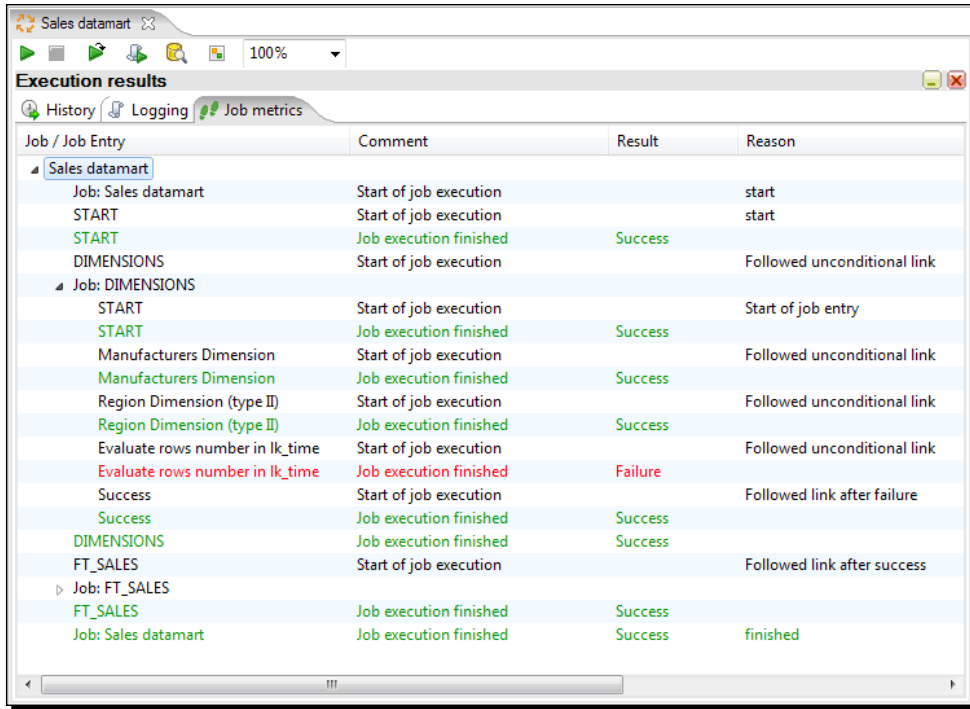 Sales datamart
100%
Execution results
History Logging Job metrics
Job / Job Entry Comment Result Reason
Sales datamart
Job: Sales datamart Start of job execution start
START Start of job execution start
START Job execution finished Success
DIMENSIONS Start of job execution Followed unconditional link
Job: DIMENSIONS
START Start of job execution Start of job entry
START Job execution finished Success
Manufacturers Dimension Start of job execution Followed unconditional link
Manufacturers Dimension Job execution finished Success
Region Dimension (type II) Start of job execution Followed unconditional link
Region Dimension (type II) Job execution finished Success
Evaluate rows number in lk_time Start of job execution Followed unconditional link
Evaluate rows number in lk_time Job execution finished Failure
Success Start of job execution Followed link after failure
Success Job execution finished Success
DIMENSIONS Job execution finished Success
FT_SALES Start of job execution Followed link after success
Job: FT_SALES
FT_SALES Job execution finished Success
Job: Sales datamart Job execution finished Success finished